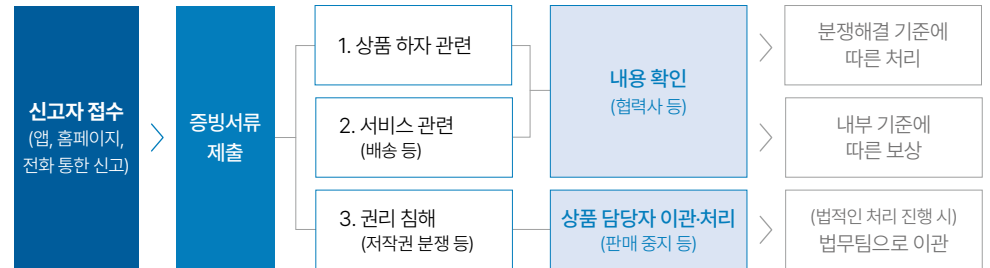 신고자 접수
(앱, 홈페이지,
전화 통한 신고)
증빙서류
제출
1. 상품 하자 관련
2. 서비스 관련
(배송 등)
3. 권리 침해
(저작권 분쟁 등)
내용 확인
(협력사 등)
상품 담당자 이관·처리
(판매 중지 등)
분쟁해결 기준에
따른 처리
내부 기준에
따른 보상
(법적인 처리 진행 시)
법무팀으로 이관